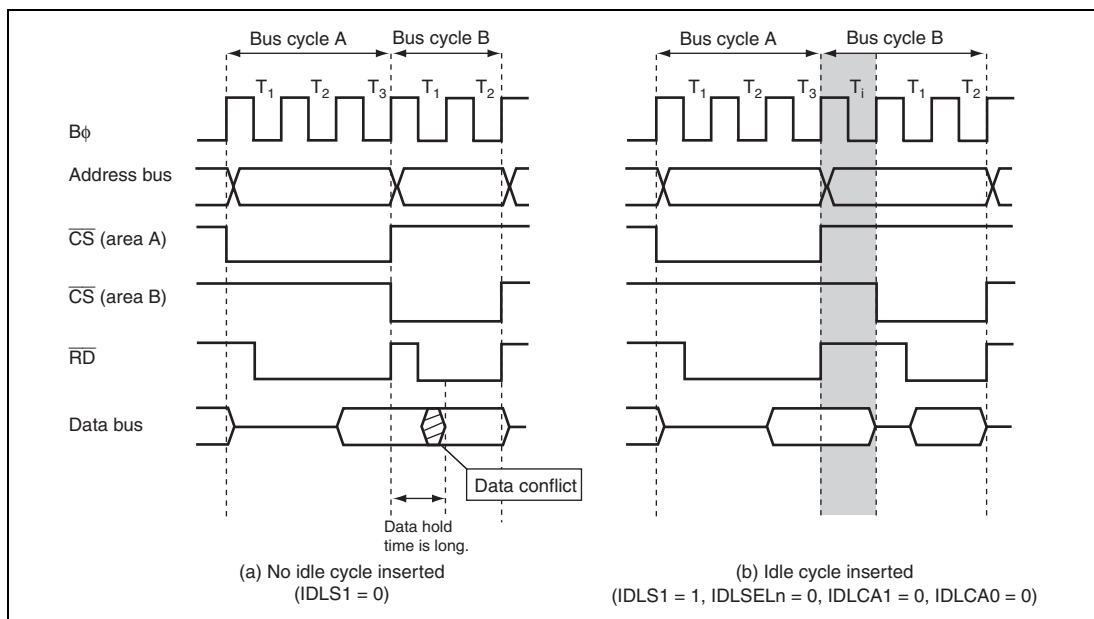 Bus cycle A Bus cycle B
T1 T2 T3 T1 T2
Bφ
Address bus
CS (area A)
CS (area B)
RD
Data bus
Data conflict
Data hold
time is long.
(a) No idle cycle inserted
(IDLS1 = 0)
Bus cycle A Bus cycle B
T1 T2 T3 Ti T1 T2
(b) Idle cycle inserted
(IDLS1 = 1, IDLSELn = 0, IDLCA1 = 0, IDLCA0 = 0)